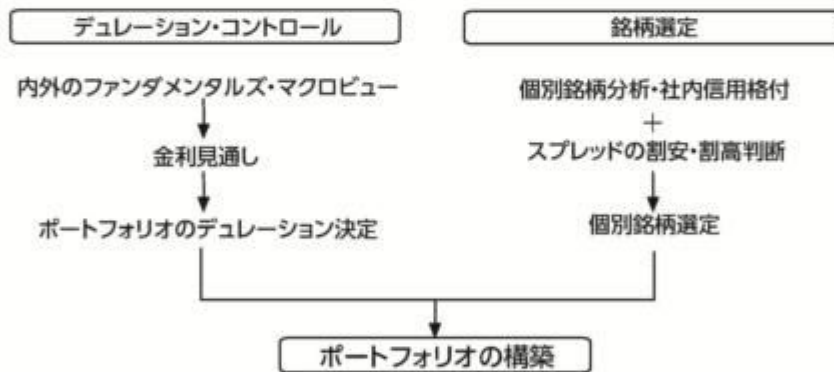 デュレーション・コントロール
内外のファンダメンタルズ・マクロビュー
金利見通し
ポートフォリオのデュレーション決定
銘柄選定
個別銘柄分析・社内信用格付
+
スプレッドの割安・割高判断
個別銘柄選定
ポートフォリオの構築